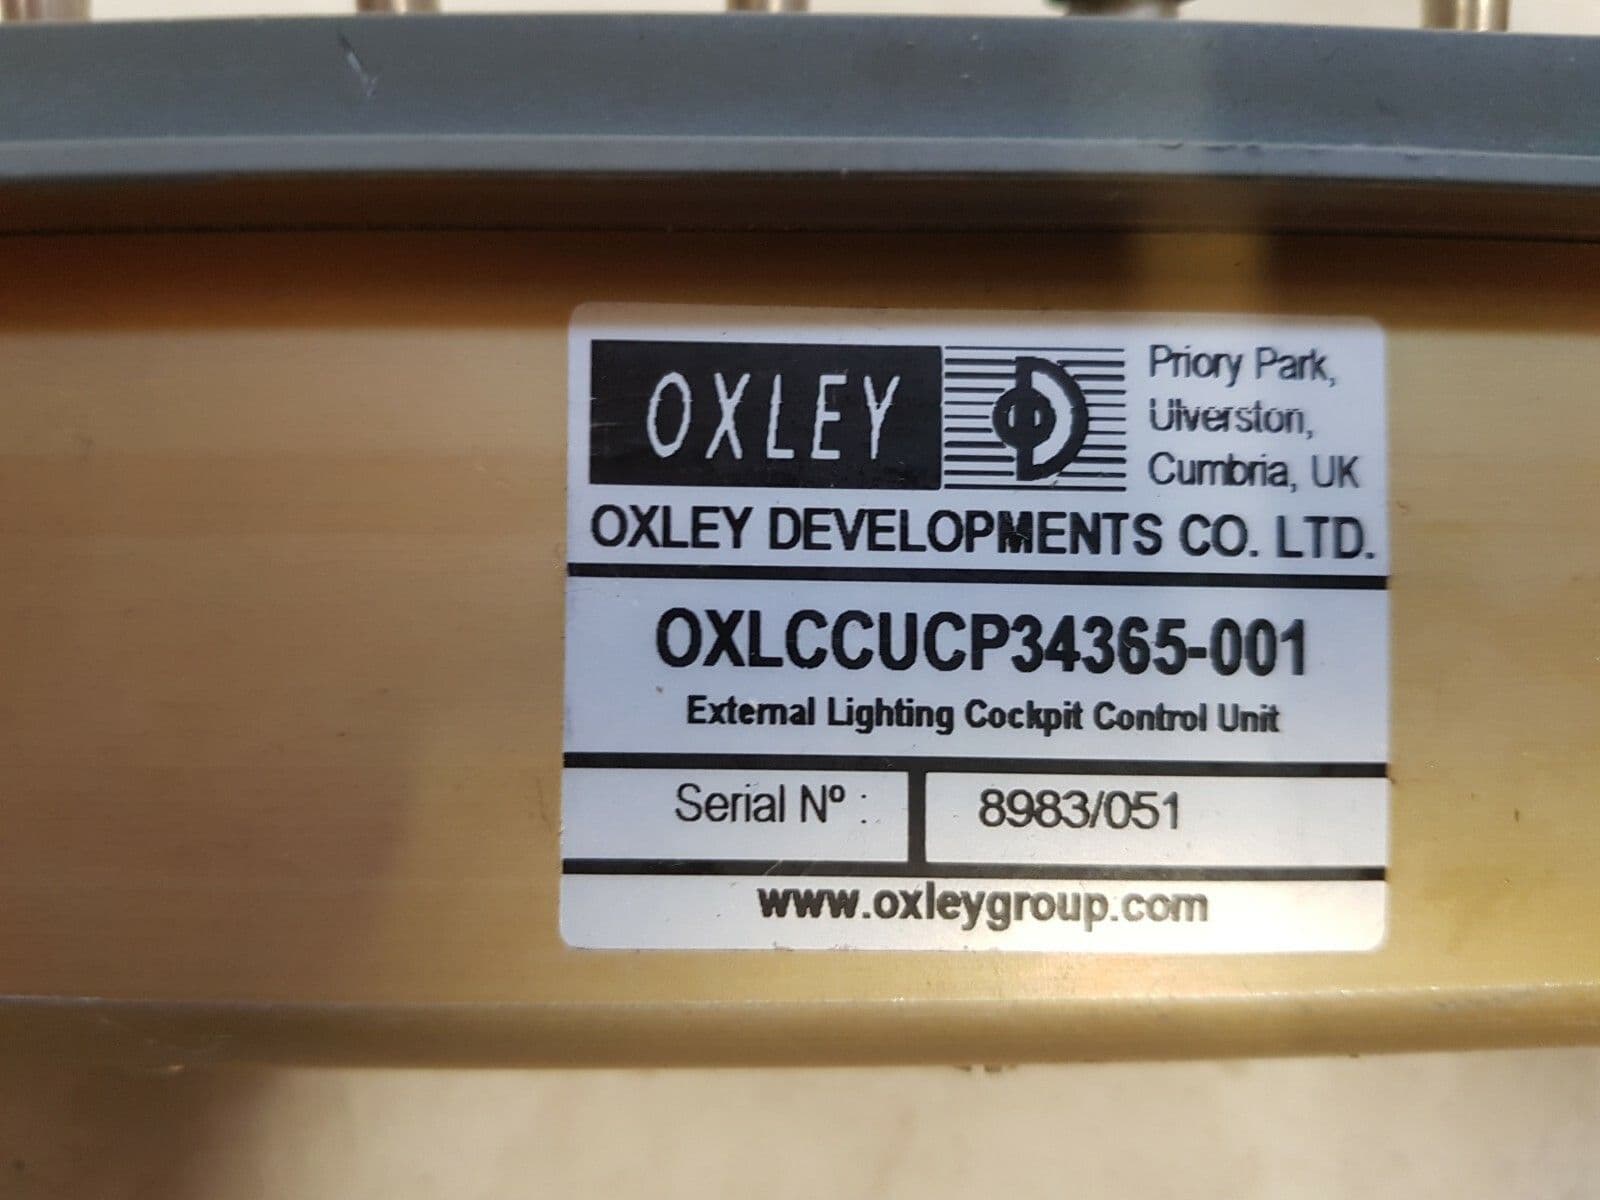 OXLEY
Priory Park,
Ulverston,
Cumbria, UK
OXLEY DEVELOPMENTS CO. LTD.
OXLCCUCP34365-001
External Lighting Cockpit Control Unit
Serial Nº : 8983/051
www.oxleygroup.com